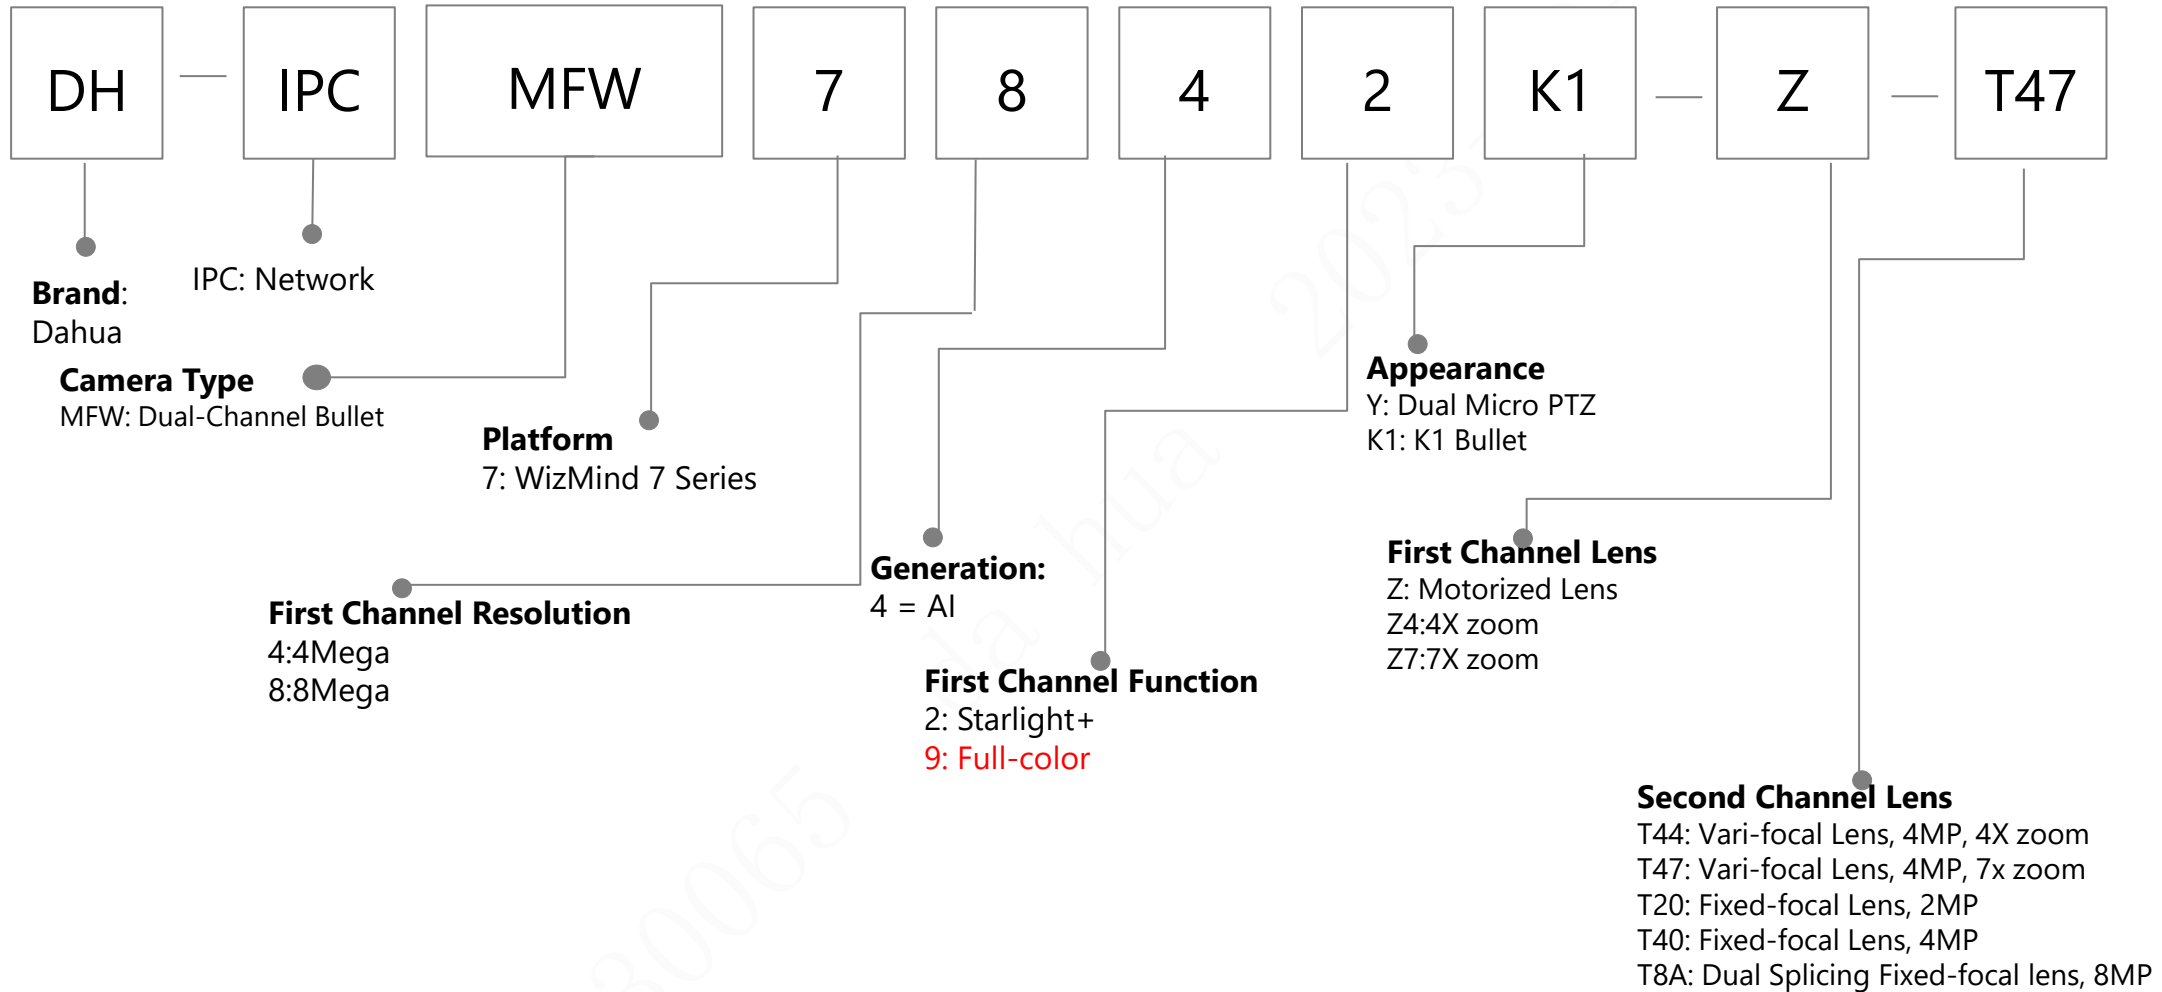 DH — IPC MFW 7 8 4 2 K1 — Z — T47
Brand:
Dahua
IPC: Network
Camera Type
MFW: Dual-Channel Bullet
Platform
7: WizMind 7 Series
First Channel Resolution
4:4Mega
8:8Mega
Generation:
4 = AI
First Channel Function
2: Starlight+
9: Full-color
Appearance
Y: Dual Micro PTZ
K1: K1 Bullet
First Channel Lens
Z: Motorized Lens
Z4:4X zoom
Z7:7X zoom
Second Channel Lens
T44: Vari-focal Lens, 4MP, 4X zoom
T47: Vari-focal Lens, 4MP, 7x zoom
T20: Fixed-focal Lens, 2MP
T40: Fixed-focal Lens, 4MP
T8A: Dual Splicing Fixed-focal lens, 8MP